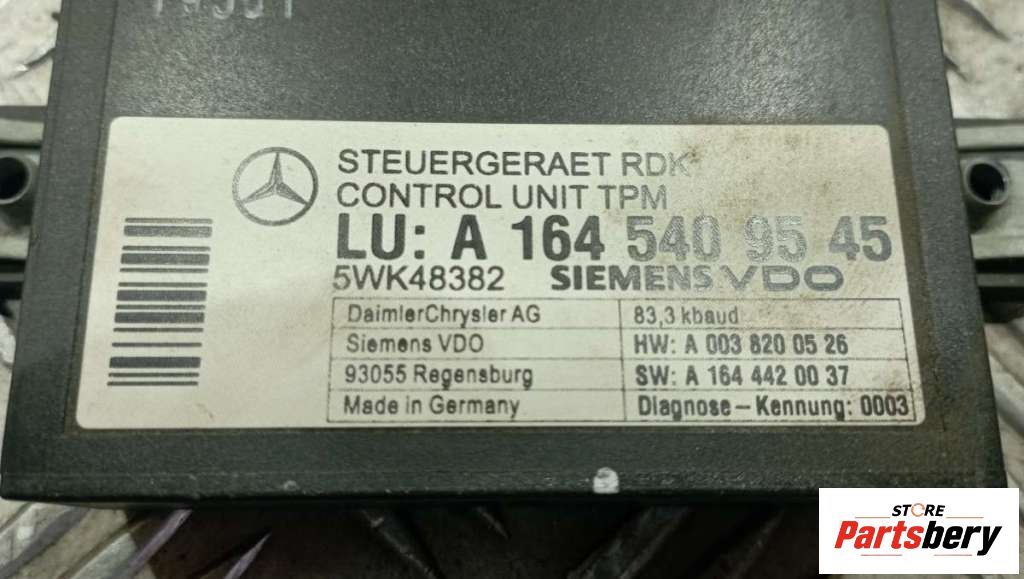 STEUERGERAET RDK
CONTROL UNIT TPM
LU: A 164 540 95 45
5WK48382 SIEMENS VDO
DaimlerChrysler AG 83,3 kbaud
Siemens VDO HW: A 003 820 05 26
93055 Regensburg SW: A 164 442 00 37
Made in Germany Diagnose-Kennung: 0003
STORE
Partsbery